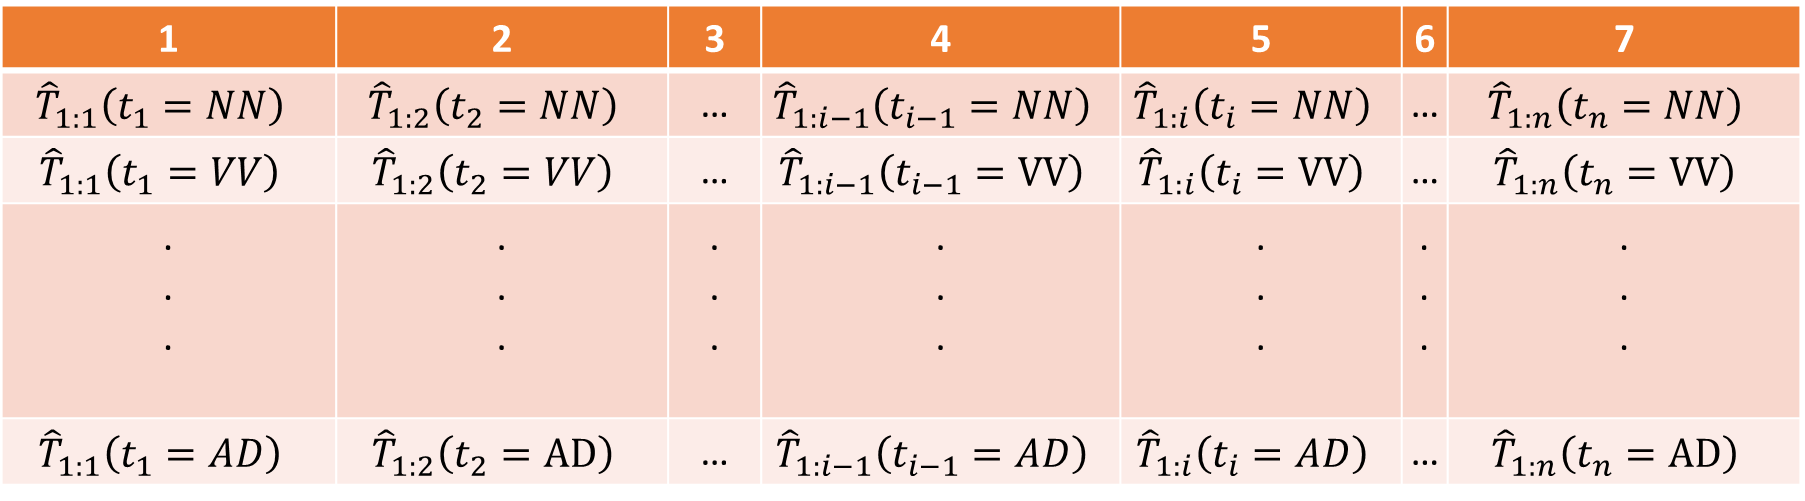 1 2 3 4 5 6 7
T̂₁:₁(t₁ = NN) T̂₁:₂(t₂ = NN) ... T̂₁:ᵢ₋₁(tᵢ₋₁ = NN) T̂₁:ᵢ(tᵢ = NN) ... T̂₁:ₙ(tₙ = NN)
T̂₁:₁(t₁ = VV) T̂₁:₂(t₂ = VV) ... T̂₁:ᵢ₋₁(tᵢ₋₁ = VV) T̂₁:ᵢ(tᵢ = VV) ... T̂₁:ₙ(tₙ = VV)
. . . . . . .
. . . . . . .
. . . . . . .
T̂₁:₁(t₁ = AD) T̂₁:₂(t₂ = AD) ... T̂₁:ᵢ₋₁(tᵢ₋₁ = AD) T̂₁:ᵢ(tᵢ = AD) ... T̂₁:ₙ(tₙ = AD)